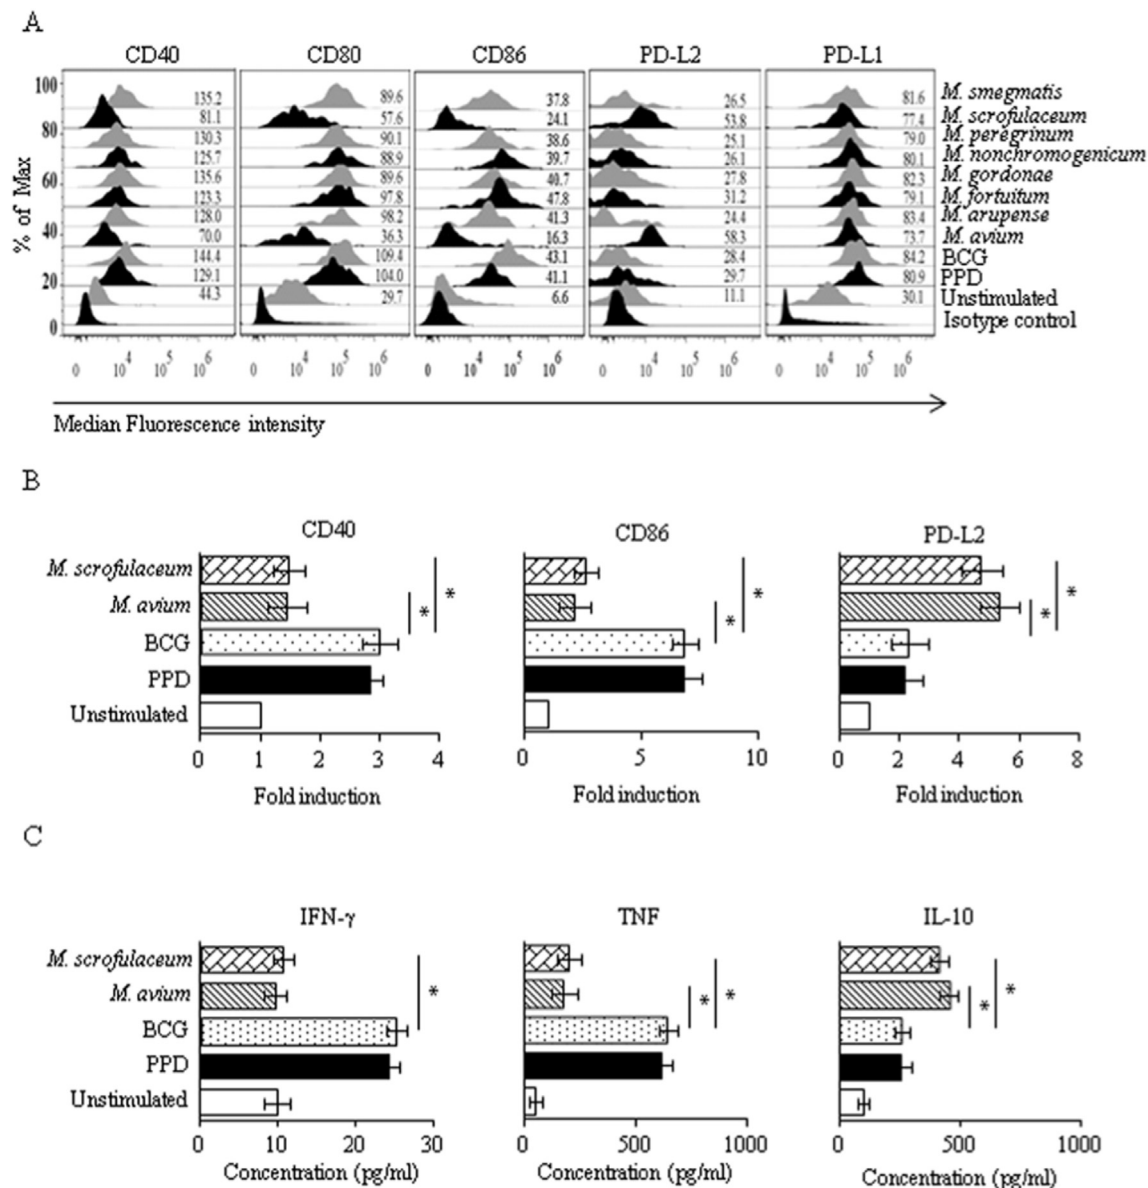 A
CD40 CD80 CD86 PD-L2 PD-L1
100 135.2 89.6 37.8 26.5 81.6 M. smegmatis
81.1 57.6 24.1 53.8 77.4 M. scrofulaceum
80 130.3 90.1 38.6 25.1 79.0 M. peregrinum
125.7 88.9 39.7 26.1 80.1 M. nonchromogenicum
60 135.6 89.6 40.7 27.8 82.3 M. gordonae
123.3 97.8 47.8 31.2 79.1 M. fortuitum
128.0 98.2 41.3 24.4 83.4 M. arupense
40 70.0 36.3 16.3 58.3 73.7 M. avium
144.4 109.4 43.1 28.4 84.2 BCG
20 129.1 104.0 41.1 29.7 80.9 PPD
44.3 29.7 6.6 11.1 30.1 Unstimulated
0 Isotype control
% of Max
0 10^4 10^5 10^6 0 10^4 10^5 10^6 0 10^4 10^5 10^6 0 10^4 10^5 10^6 0 10^4 10^5 10^6
Median Fluorescence intensity
B
CD40 CD86 PD-L2
M. scrofulaceum
M. avium * * * * * *
BCG
PPD
Unstimulated
0 1 2 3 4 0 5 10 0 2 4 6 8
Fold induction Fold induction Fold induction
C
IFN-γ TNF IL-10
M. scrofulaceum
M. avium * * * * *
BCG
PPD
Unstimulated
0 10 20 30 0 500 1000 0 500 1000
Concentration (pg/ml) Concentration (pg/ml) Concentration (pg/ml)